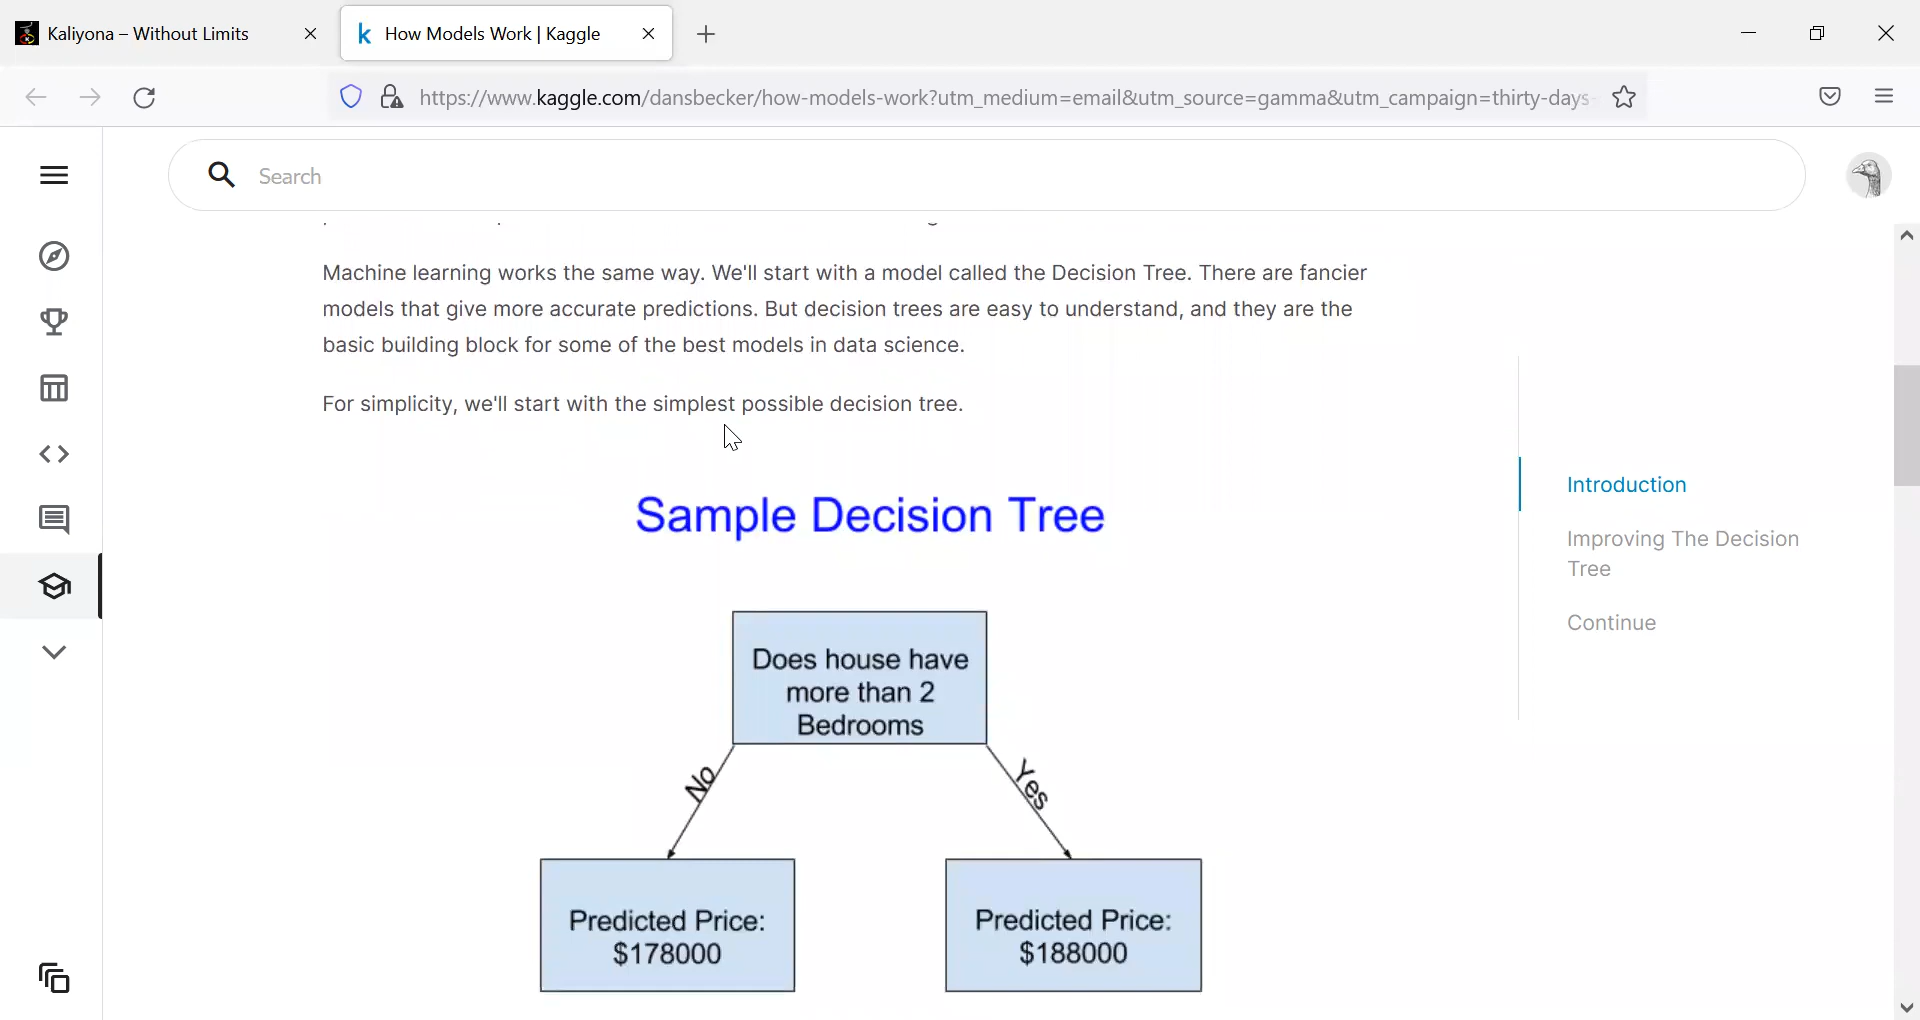 Kaliyona – Without Limits
How Models Work | Kaggle
https://www.kaggle.com/dansbecker/how-models-work?utm_medium=email&utm_source=gamma&utm_campaign=thirty-days-
Search
Machine learning works the same way. We'll start with a model called the Decision Tree. There are fancier
models that give more accurate predictions. But decision trees are easy to understand, and they are the
basic building block for some of the best models in data science.
For simplicity, we'll start with the simplest possible decision tree.
Sample Decision Tree
Does house have
more than 2
Bedrooms
No
Yes
Predicted Price:
$178000
Predicted Price:
$188000
Introduction
Improving The Decision
Tree
Continue